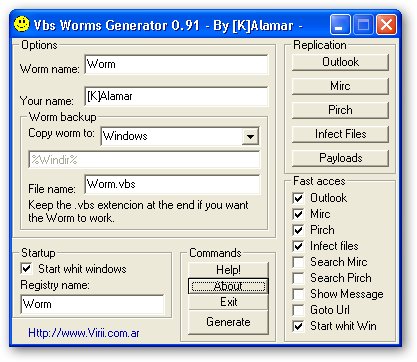 Vbs Worms Generator 0.91 - By [K]Alamar -
Options
Worm name:
Worm
Your name:
[K]Alamar
Worm backup
Copy worm to:
Windows
%Windir%
File name:
Worm.vbs
Keep the .vbs extencion at the end if you want
the Worm to work.
Startup
Start whit windows
Registry name:
Worm
Http://www.Virii.com.ar
Commands
Help!
About
Exit
Generate
Replication
Outlook
Mirc
Pirch
Infect Files
Payloads
Fast acces
Outlook
Mirc
Pirch
Infect files
Search Mirc
Search Pirch
Show Message
Goto Url
Start whit Win